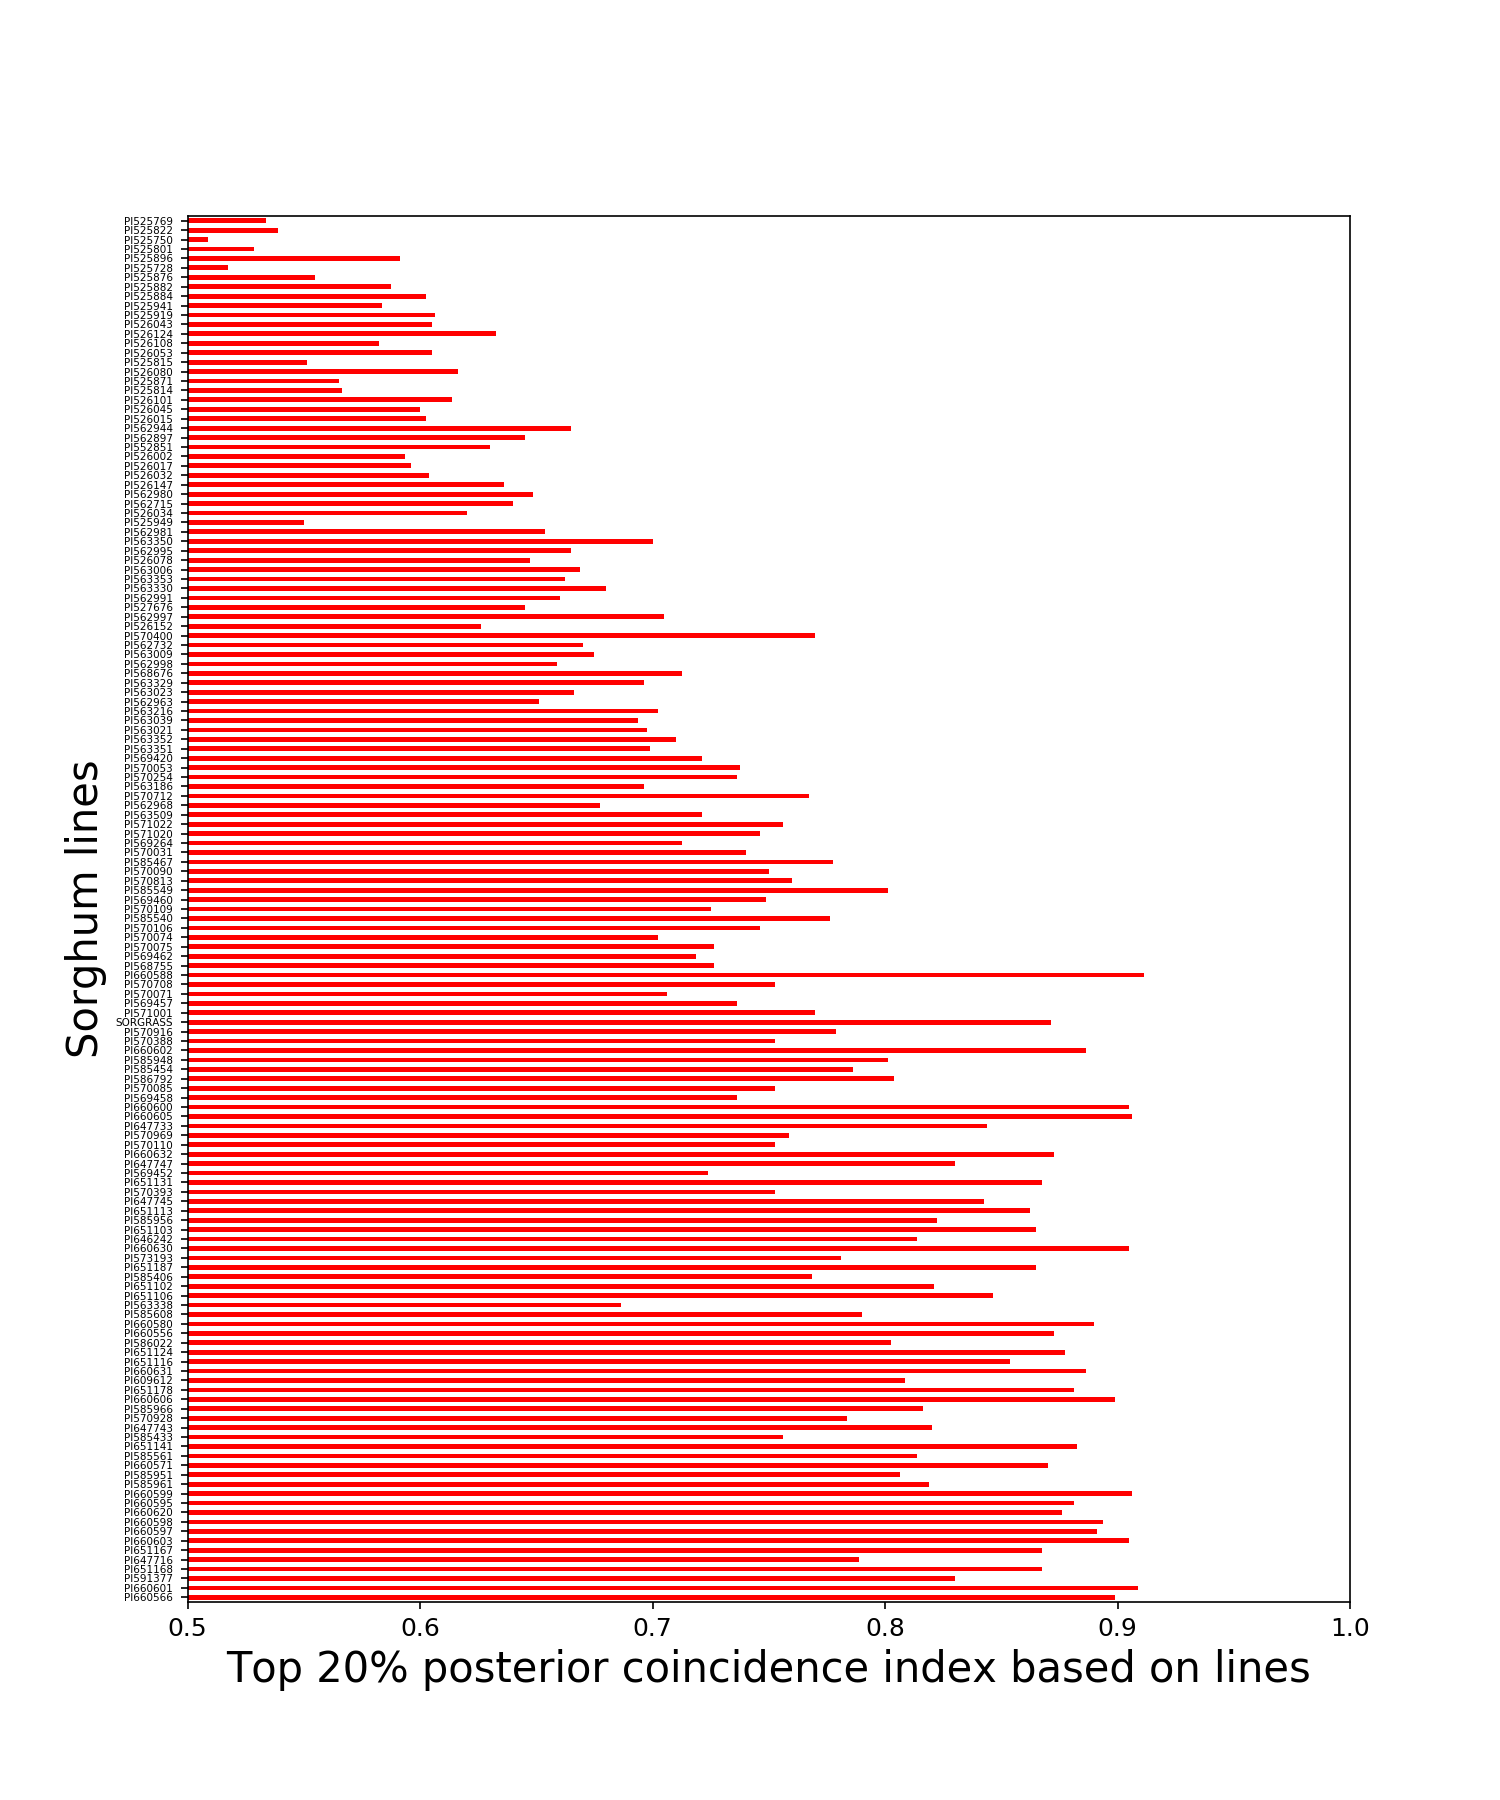 PI525769
PI525822
PI525750
PI525801
PI525896
PI525728
PI525876
PI525882
PI525884
PI525941
PI525919
PI526043
PI526124
PI526108
PI526053
PI525815
PI526080
PI525871
PI525814
PI526101
PI526045
PI526015
PI562944
PI562897
PI552851
PI526002
PI526017
PI526032
PI526147
PI562980
PI562715
PI526034
PI525949
PI562981
PI563350
PI562995
PI526078
PI563006
PI563353
PI563330
PI562991
PI527676
PI562997
PI526152
PI570400
PI562732
PI563009
PI562998
PI568676
PI563329
PI563023
PI562963
PI563216
PI563039
PI563021
PI563352
PI563351
PI569420
PI570053
PI570254
PI563186
PI570712
PI562968
PI563509
PI571022
PI571020
PI569264
PI570031
PI585467
PI570090
PI570813
PI585549
PI569460
PI570109
PI585540
PI570106
PI570074
PI570075
PI569462
PI568755
PI660588
PI570708
PI570071
PI569457
PI571001
SORGRASS
PI570916
PI570388
PI660602
PI585948
PI585454
PI586792
PI570085
PI569458
PI660600
PI660605
PI647733
PI570969
PI570110
PI660632
PI647747
PI569452
PI651131
PI570393
PI647745
PI651113
PI585956
PI651103
PI646242
PI660630
PI573193
PI651187
PI585406
PI651102
PI651106
PI563338
PI585608
PI660580
PI660556
PI586022
PI651124
PI651116
PI660631
PI609612
PI651178
PI660606
PI585966
PI570928
PI647743
PI585433
PI651141
PI585561
PI660571
PI585951
PI585961
PI660599
PI660595
PI660620
PI660598
PI660597
PI660603
PI651167
PI647716
PI651168
PI591377
PI660601
PI660566
Sorghum lines
0.5 0.6 0.7 0.8 0.9 1.0
Top 20% posterior coincidence index based on lines